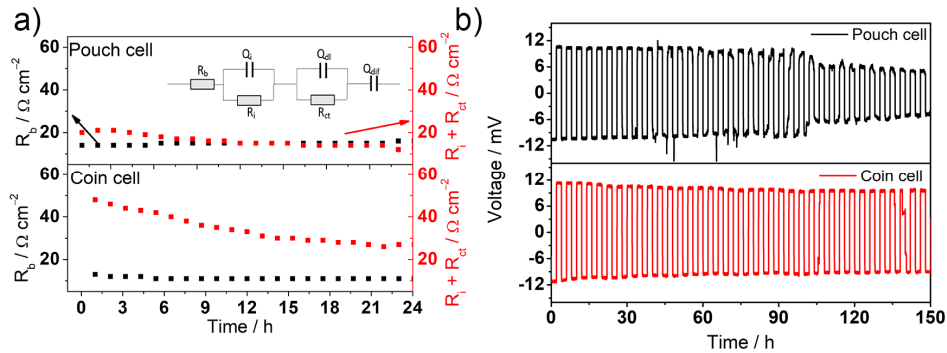 a)
Pouch cell
R_b / Ω cm⁻²
60
40
20
R_b
Q_i
R_i
Q_dl
R_ct
Q_dif
60
40
20
0
R_i + R_ct / Ω cm⁻²
Coin cell
R_b / Ω cm⁻²
60
40
20
60
40
20
0
R_i + R_ct / Ω cm⁻²
0 3 6 9 12 15 18 21 24
Time / h
b)
Voltage / mV
12
6
0
-6
-12
Pouch cell
12
6
0
-6
-12
Coin cell
0 30 60 90 120 150
Time / h